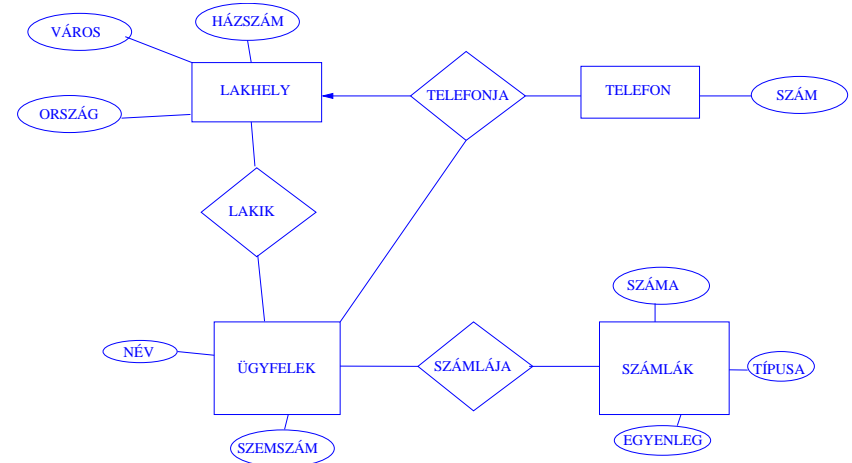 HÁZSZÁM
VÁROS
LAKHELY
TELEFONJA
TELEFON
SZÁM
ORSZÁG
LAKIK
SZÁMA
NÉV
ÜGYFELEK
SZÁMLÁJA
SZÁMLÁK
TÍPUSA
SZEMSZÁM
EGYENLEG